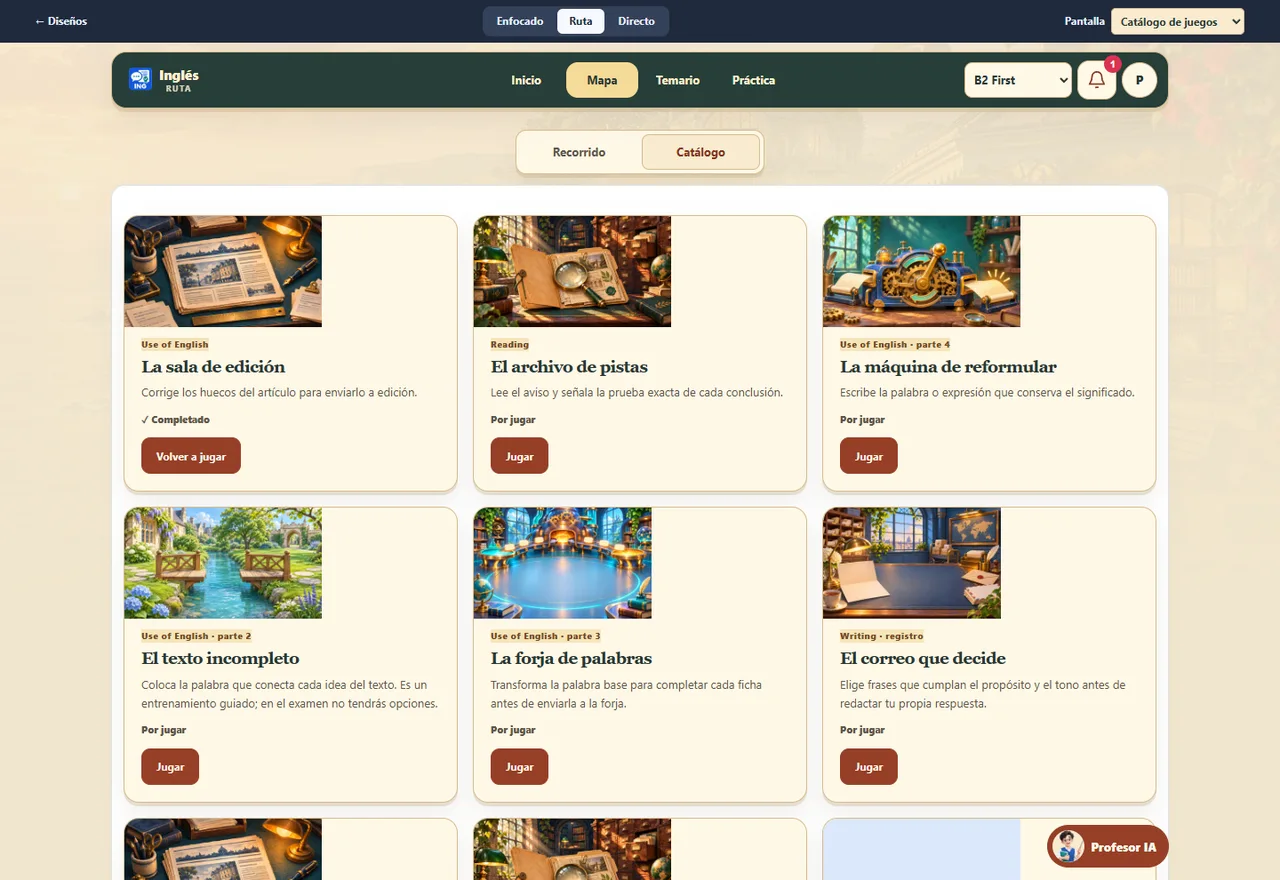 ← Diseños
Enfocado
Ruta
Directo
Pantalla
Catálogo de juegos
ING
Inglés
RUTA
Inicio
Mapa
Temario
Práctica
B2 First
1
P
Recorrido
Catálogo
Use of English
La sala de edición
Corrige los huecos del artículo para enviarlo a edición.
✓ Completado
Volver a jugar
Reading
El archivo de pistas
Lee el aviso y señala la prueba exacta de cada conclusión.
Por jugar
Jugar
Use of English · parte 4
La máquina de reformular
Escribe la palabra o expresión que conserva el significado.
Por jugar
Jugar
Use of English · parte 2
El texto incompleto
Coloca la palabra que conecta cada idea del texto. Es un
entrenamiento guiado; en el examen no tendrás opciones.
Por jugar
Jugar
Use of English · parte 3
La forja de palabras
Transforma la palabra base para completar cada ficha
antes de enviarla a la forja.
Por jugar
Jugar
Writing · registro
El correo que decide
Elige frases que cumplan el propósito y el tono antes de
redactar tu propia respuesta.
Por jugar
Jugar
Profesor IA